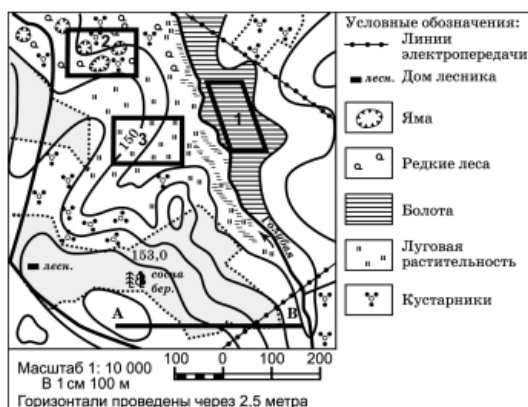 Условные обозначения:
Линии
электропередачи
лесн. Дом лесника
Яма
Редкие леса
Болота
Луговая
растительность
Кустарники
2
1
3
150
Голубая
153,0
лесн.
сосна
бер.
А В
Масштаб 1: 10 000
В 1 см 100 м
100 0 100 200
Горизонтали проведены через 2,5 метра